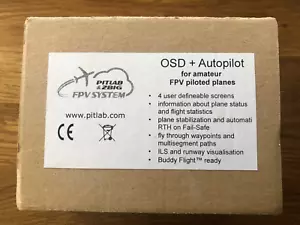 PITLAB
&ZBIG
FPV SYSTEM
www.pitlab.com
CE
OSD + Autopilot
for amateur
FPV piloted planes
• 4 user defineable screens
• information about plane status
and flight statistics
• plane stabilization and automati
RTH on Fail-Safe
• fly through waypoints and
multisegment paths
• ILS and runway visualisation
• Buddy Flight™ ready